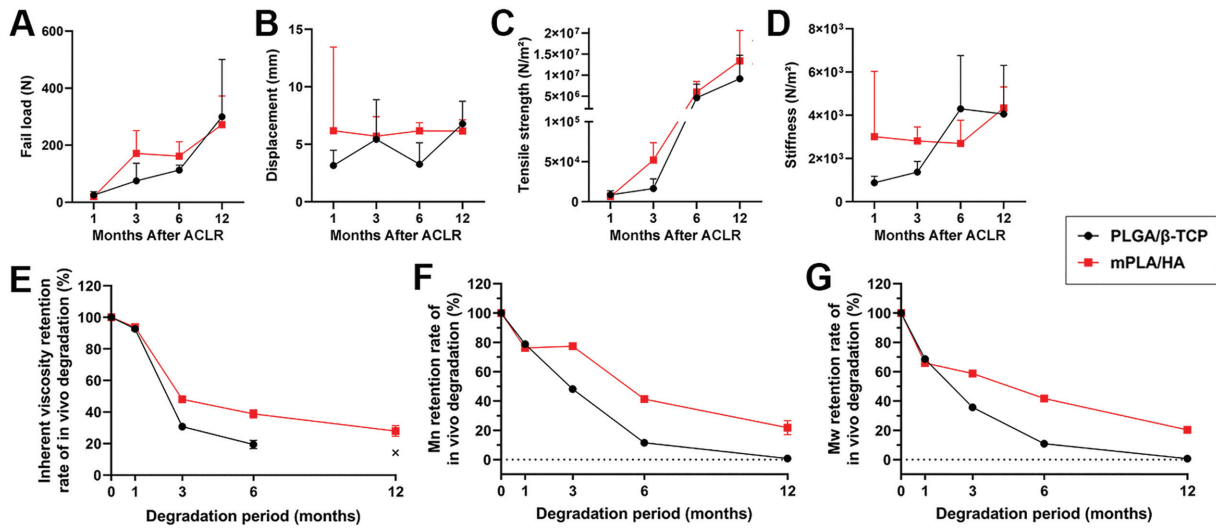 A
Fail load
(N)
600
400
200
0
1 3 6 12
Months After ACLR
B
Displacement (mm)
15
10
5
0
1 3 6 12
Months After ACLR
C
Tensile strength (N/m²)
2×10⁷
1.5×10⁷
1×10⁷
5×10⁶
1×10⁵
5×10⁴
0
1 3 6 12
Months After ACLR
D
Stiffness (N/m²)
8×10³
6×10³
4×10³
2×10³
0
1 3 6 12
Months After ACLR
PLGA/β-TCP
mPLA/HA
E
Inherent viscosity retention
rate of in vivo degradation (%)
120
100
80
60
40
20
0
×
0 1 3 6 12
Degradation period (months)
F
Mn retention rate of
in vivo degradation (%)
120
100
80
60
40
20
0
0 1 3 6 12
Degradation period (months)
G
Mw retention rate of
in vivo degradation (%)
120
100
80
60
40
20
0
0 1 3 6 12
Degradation period (months)